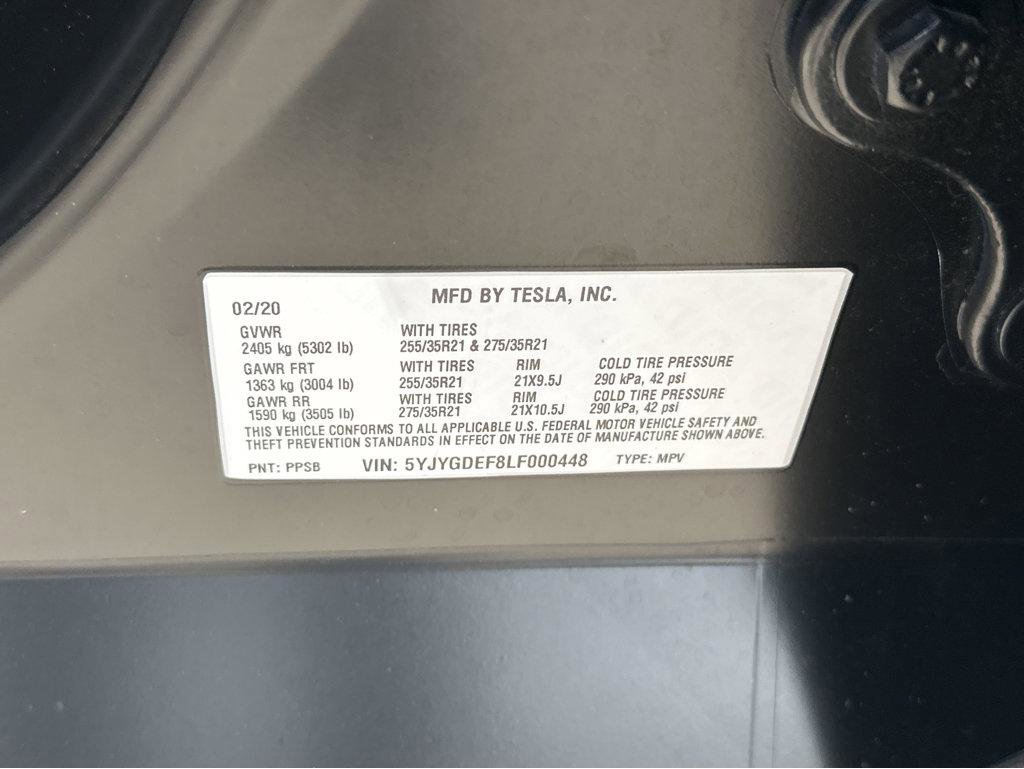 MFD BY TESLA, INC.
02/20
GVWR WITH TIRES
2405 kg (5302 lb) 255/35R21 & 275/35R21
GAWR FRT WITH TIRES RIM COLD TIRE PRESSURE
1363 kg (3004 lb) 255/35R21 21X9.5J 290 kPa, 42 psi
GAWR RR WITH TIRES RIM COLD TIRE PRESSURE
1590 kg (3505 lb) 275/35R21 21X10.5J 290 kPa, 42 psi
THIS VEHICLE CONFORMS TO ALL APPLICABLE U.S. FEDERAL MOTOR VEHICLE SAFETY AND
THEFT PREVENTION STANDARDS IN EFFECT ON THE DATE OF MANUFACTURE SHOWN ABOVE.
PNT: PPSB VIN: 5YJYGDEF8LF000448 TYPE: MPV